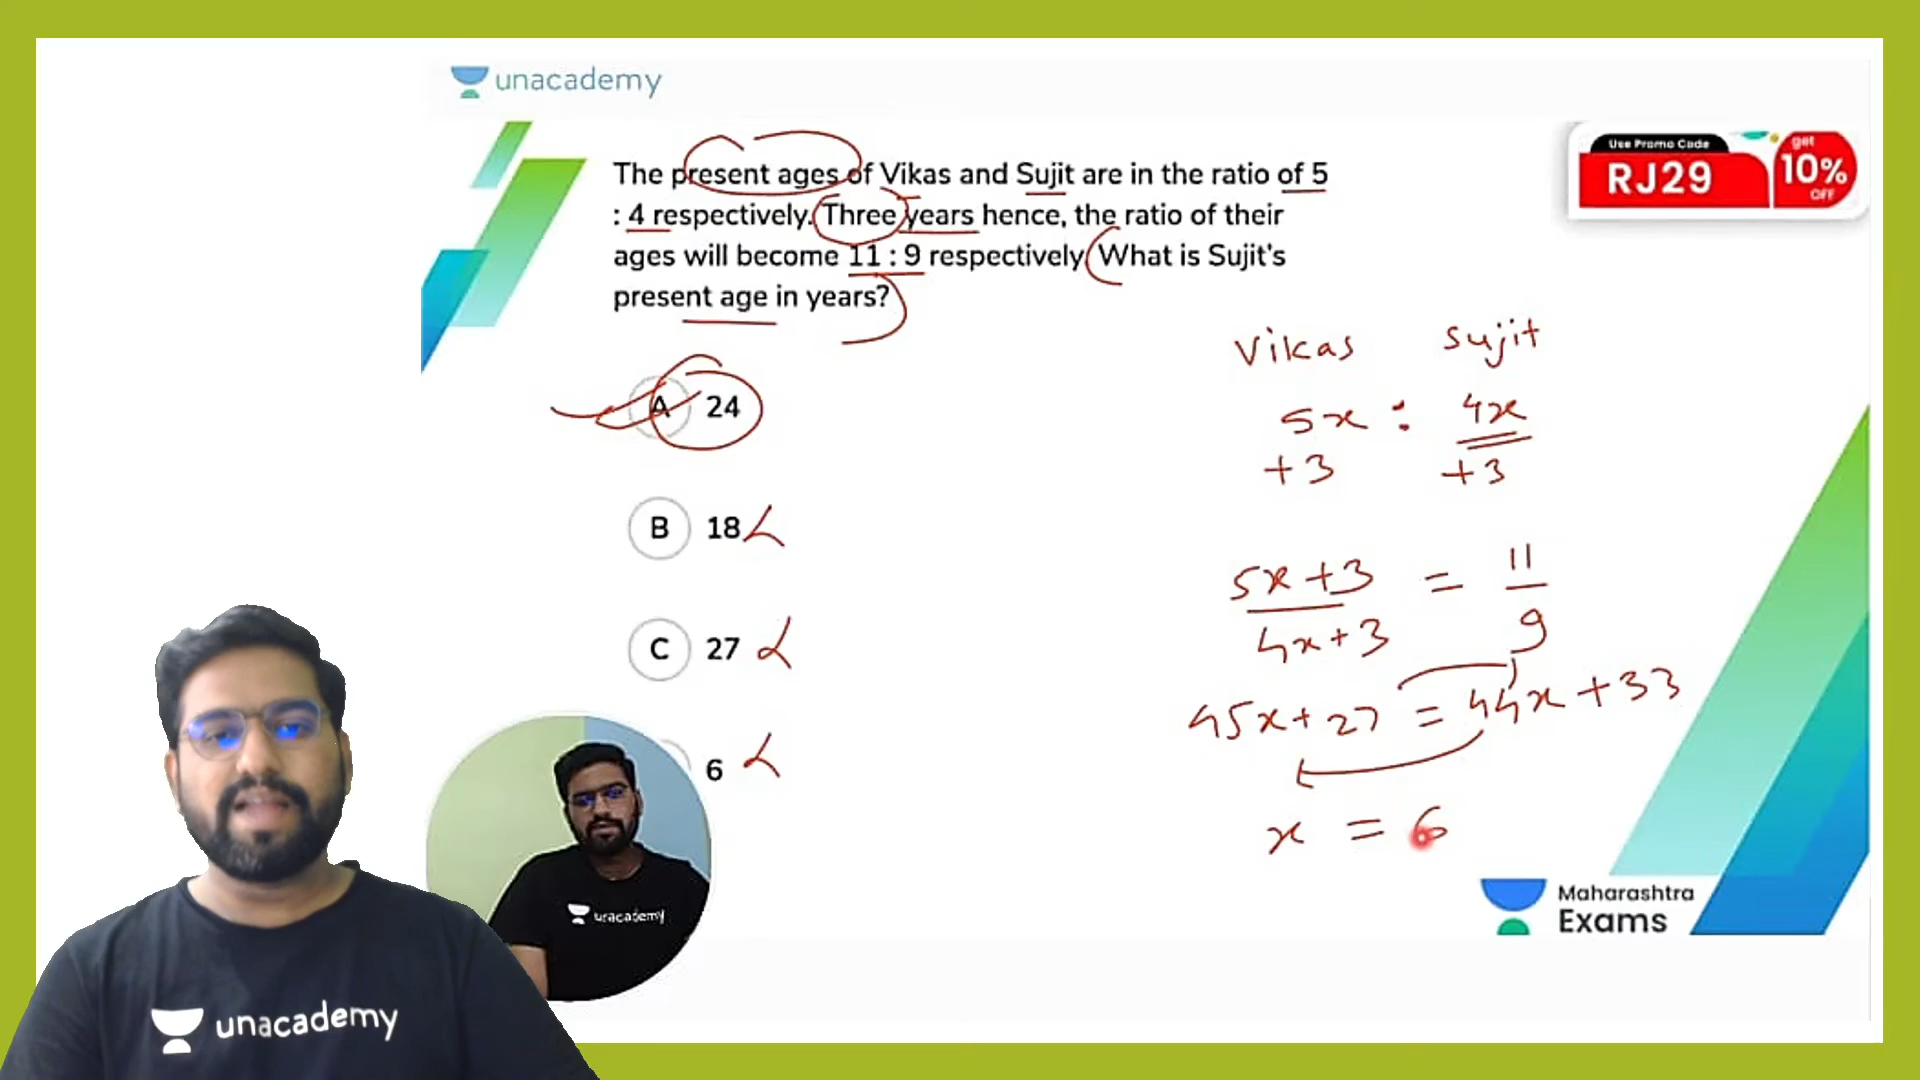 unacademy
Use Promo Code
RJ29
get
10%
OFF
The present ages of Vikas and Sujit are in the ratio of 5
: 4 respectively. Three years hence, the ratio of their
ages will become 11 : 9 respectively. What is Sujit's
present age in years?
A 24
B 18
C 27
6
Vikas Sujit
5x : 4x
+3 +3
5x+3 = 11
4x+3 9
45x+27 = 44x+33
x = 6
Maharashtra
Exams
unacademy
unacademy